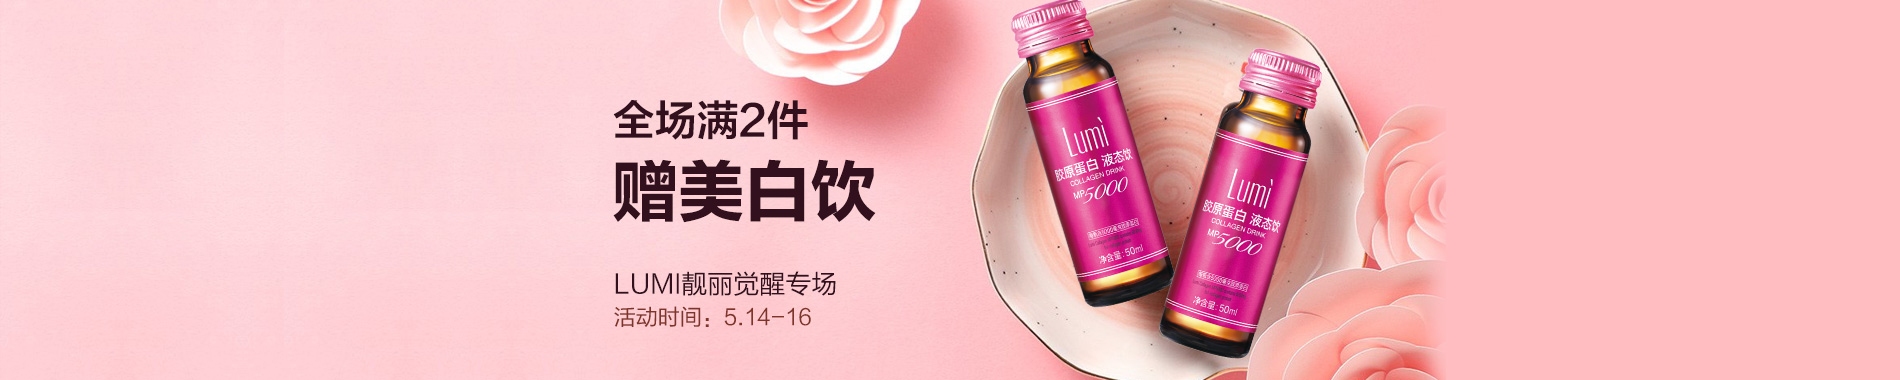 全场满2件
赠美白饮
LUMI靓丽觉醒专场
活动时间：5.14-16
Lumi
胶原蛋白 液态饮
COLLAGEN DRINK
MP5000
净含量: 50ml
Lumi
胶原蛋白 液态饮
COLLAGEN DRINK
MP5000
净含量: 50ml